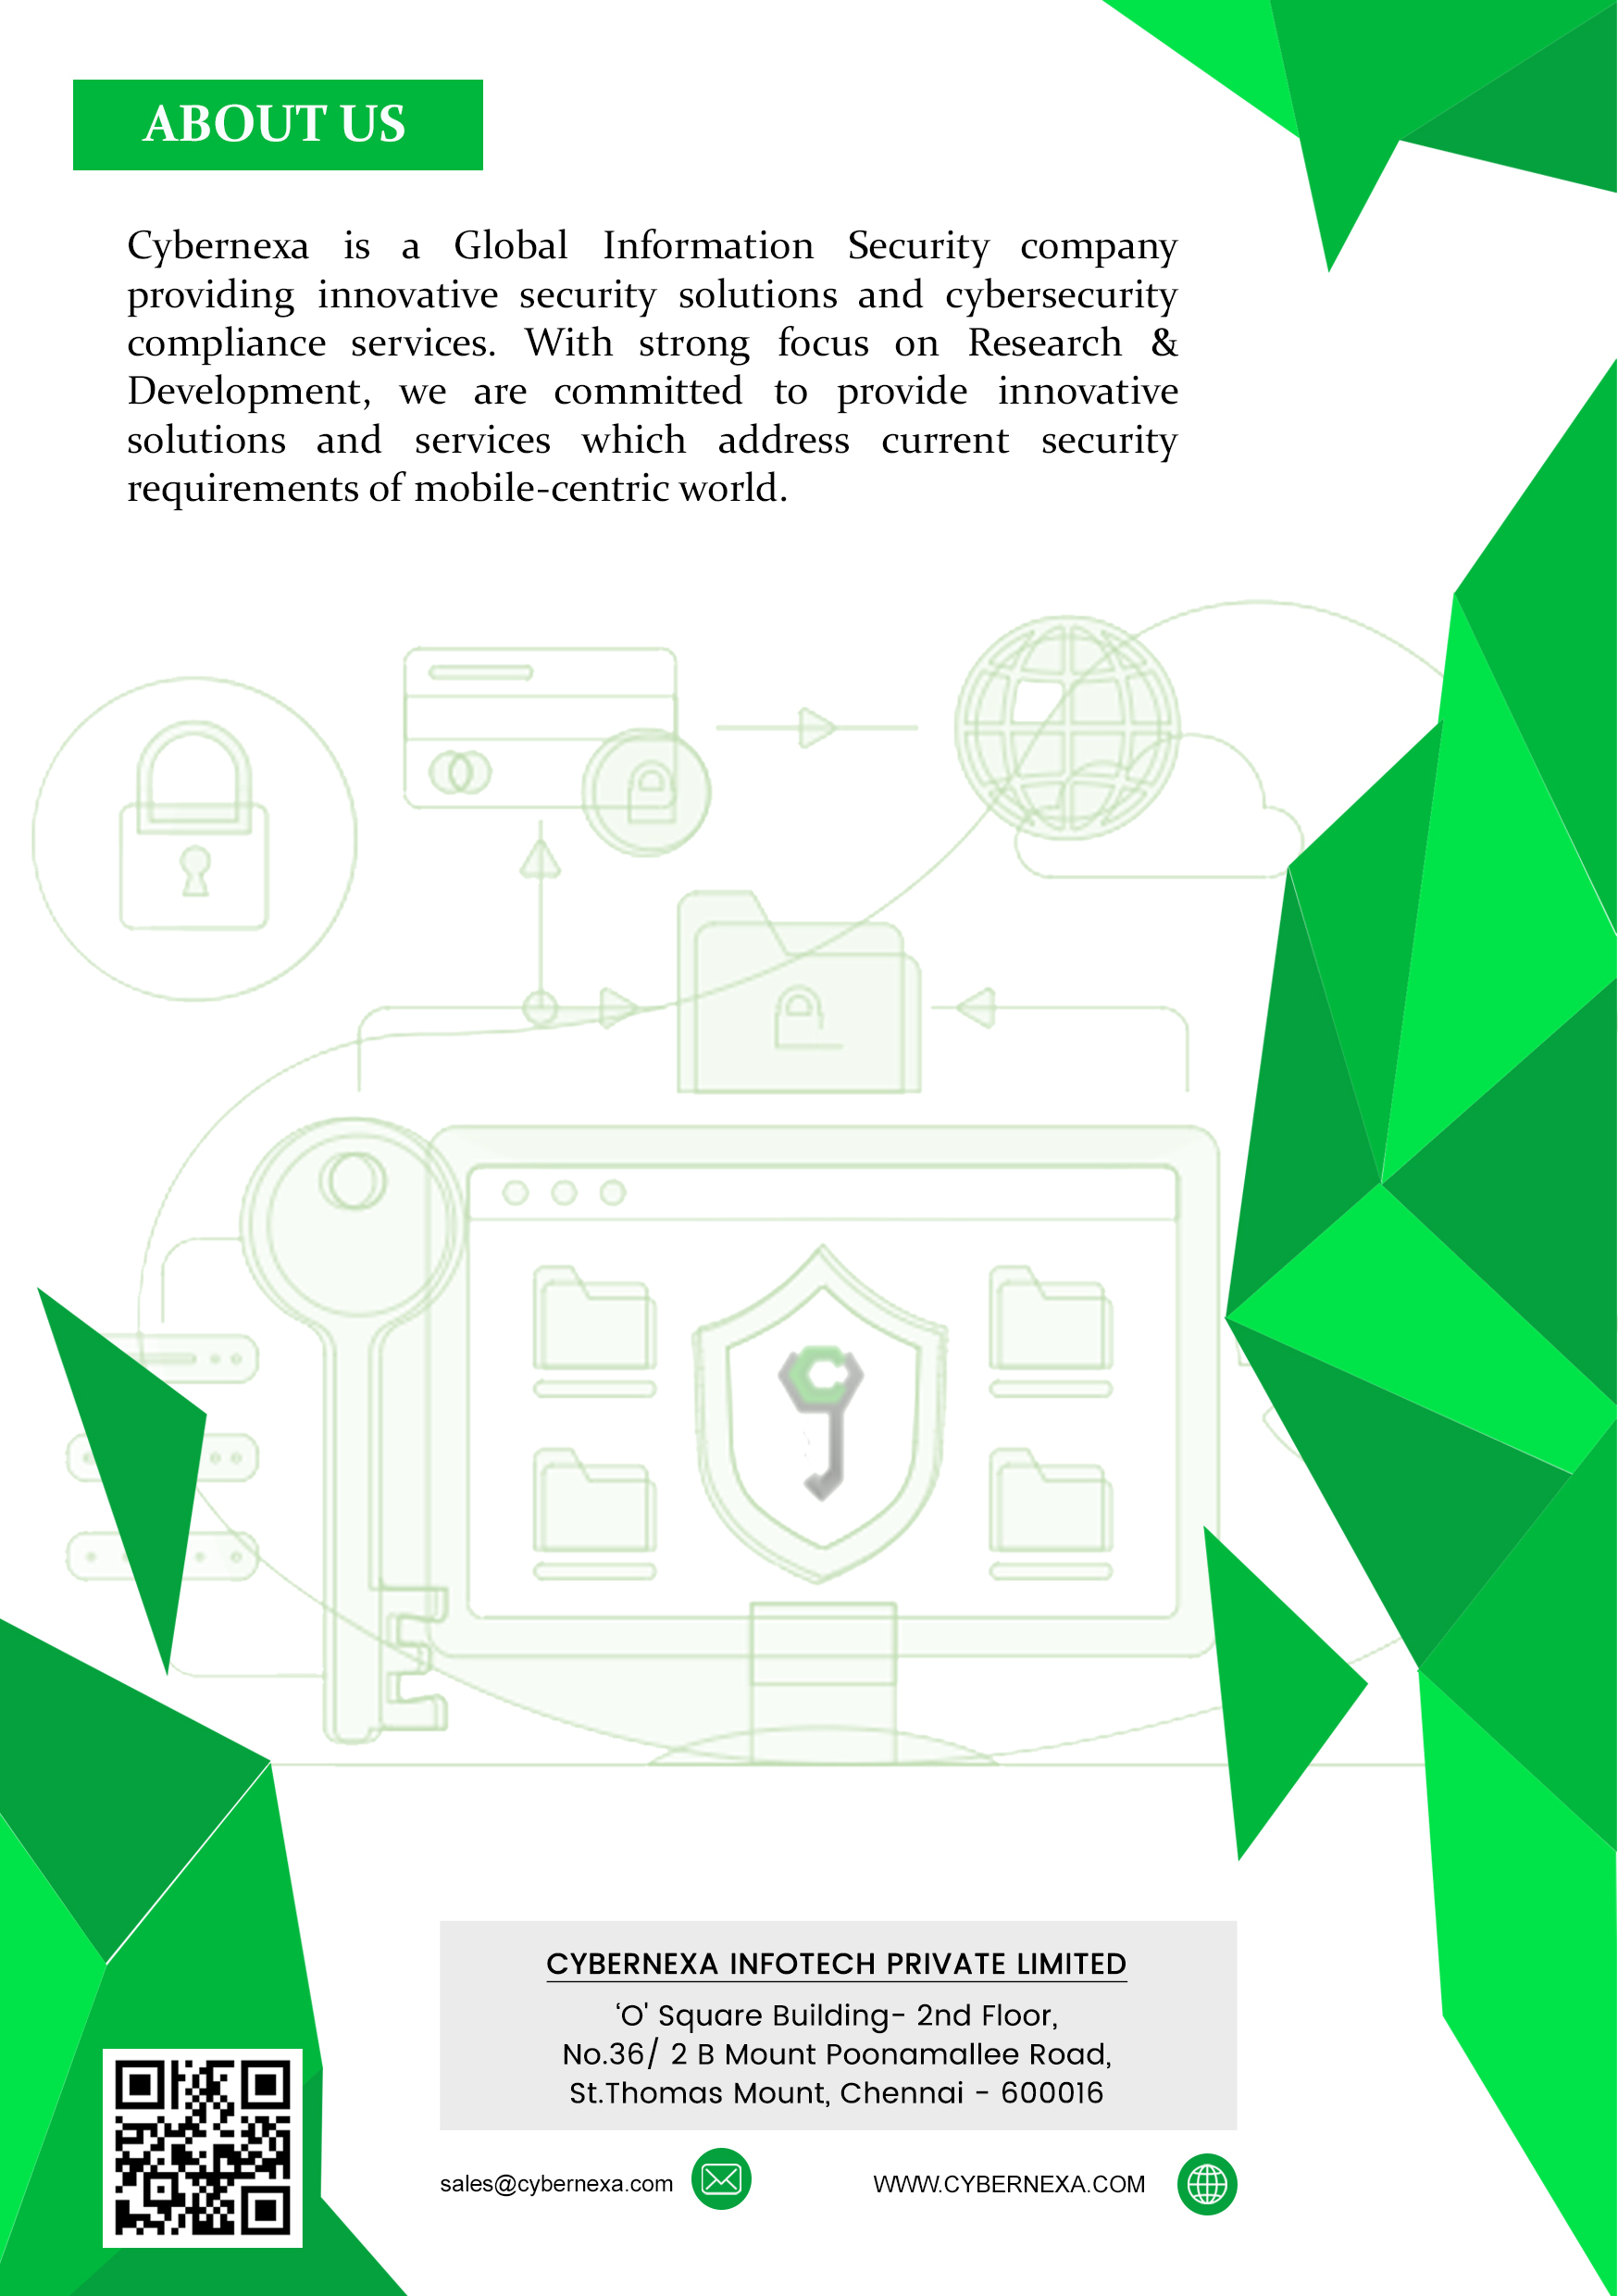 ABOUT US
Cybernexa is a Global Information Security company
providing innovative security solutions and cybersecurity
compliance services. With strong focus on Research &
Development, we are committed to provide innovative
solutions and services which address current security
requirements of mobile-centric world.
CYBERNEXA INFOTECH PRIVATE LIMITED
‘O' Square Building- 2nd Floor,
No.36/ 2 B Mount Poonamallee Road,
St.Thomas Mount, Chennai - 600016
sales@cybernexa.com
WWW.CYBERNEXA.COM